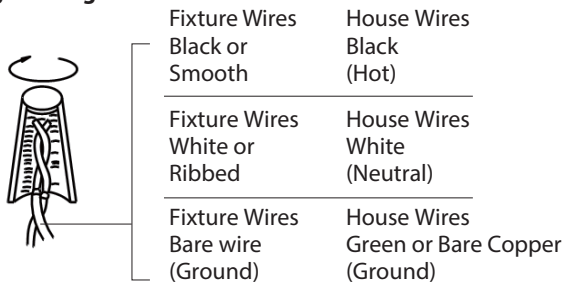 Fixture Wires House Wires
Black or Black
Smooth (Hot)
Fixture Wires House Wires
White or White
Ribbed (Neutral)
Fixture Wires House Wires
Bare wire Green or Bare Copper
(Ground) (Ground)